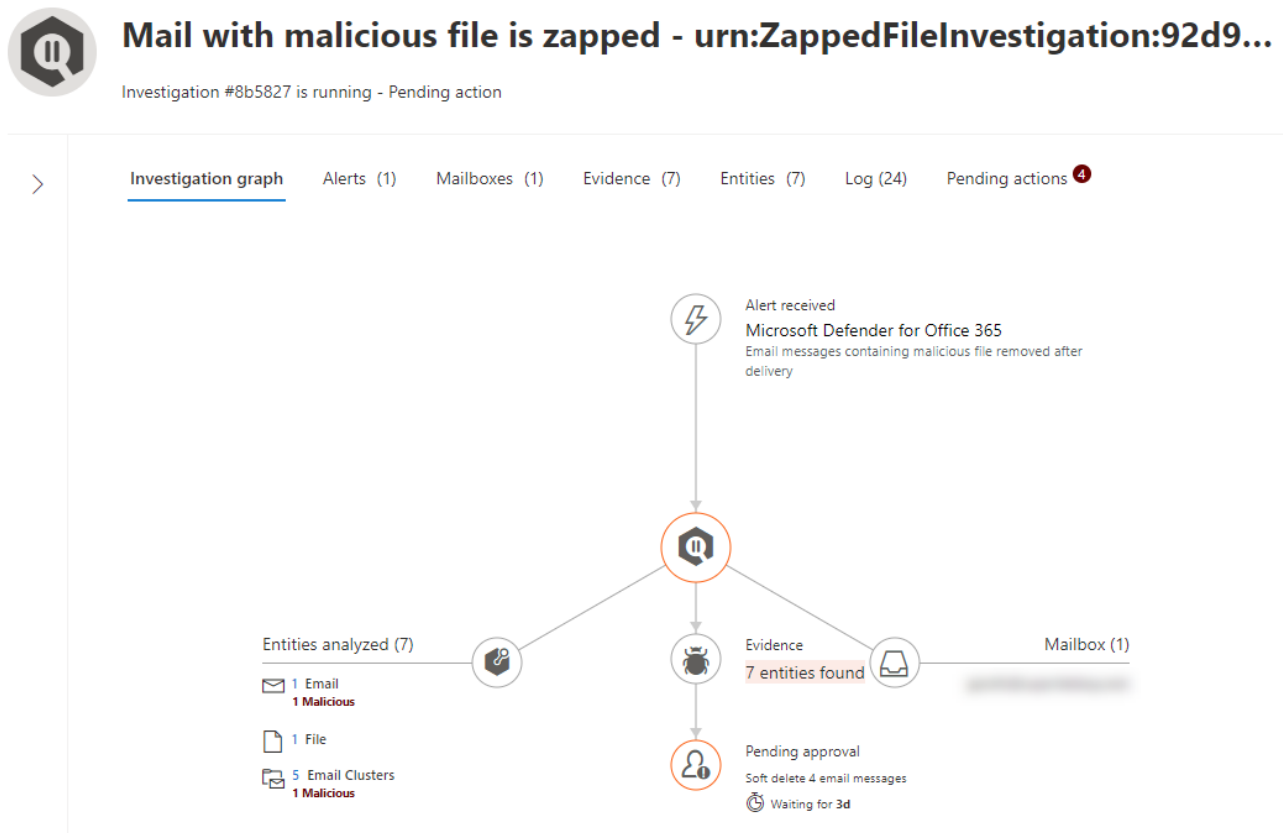 Mail with malicious file is zapped - urn:ZappedFileInvestigation:92d9...
Investigation #8b5827 is running - Pending action
Investigation graph
Alerts (1)
Mailboxes (1)
Evidence (7)
Entities (7)
Log (24)
Pending actions 4
Alert received
Microsoft Defender for Office 365
Email messages containing malicious file removed after
delivery
Entities analyzed (7)
1 Email
1 Malicious
1 File
5 Email Clusters
1 Malicious
Evidence
7 entities found
Mailbox (1)
Pending approval
Soft delete 4 email messages
Waiting for 3d